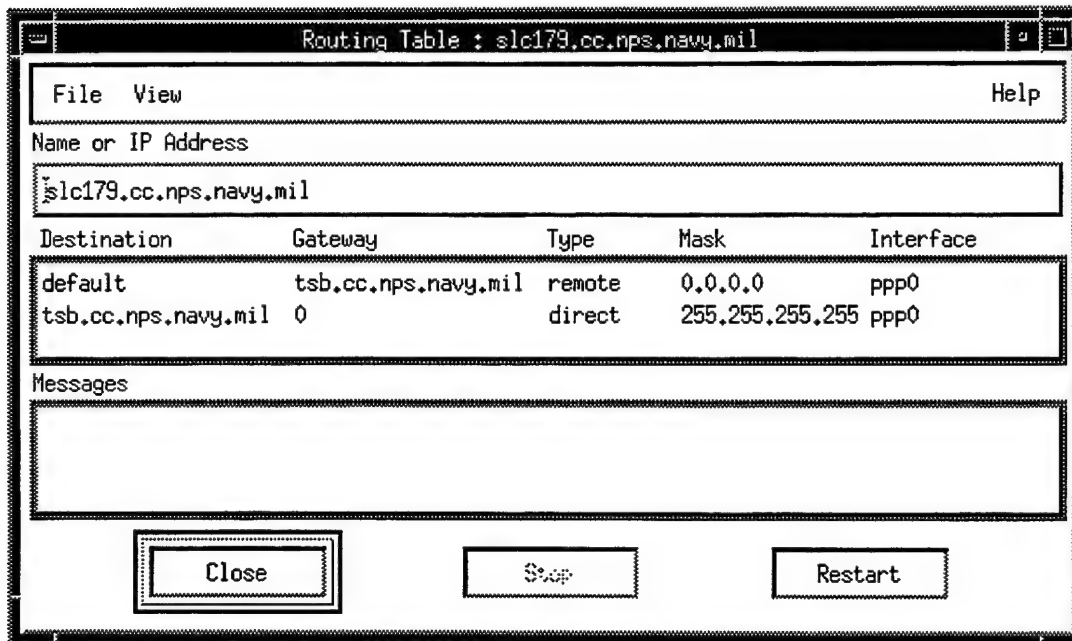 Routing Table : slc179.cc.nps.navy.mil
File View Help
Name or IP Address
slc179.cc.nps.navy.mil
Destination Gateway Type Mask Interface
default tsb.cc.nps.navy.mil remote 0.0.0.0 ppp0
tsb.cc.nps.navy.mil 0 direct 255.255.255.255 ppp0
Messages
Close Stop Restart